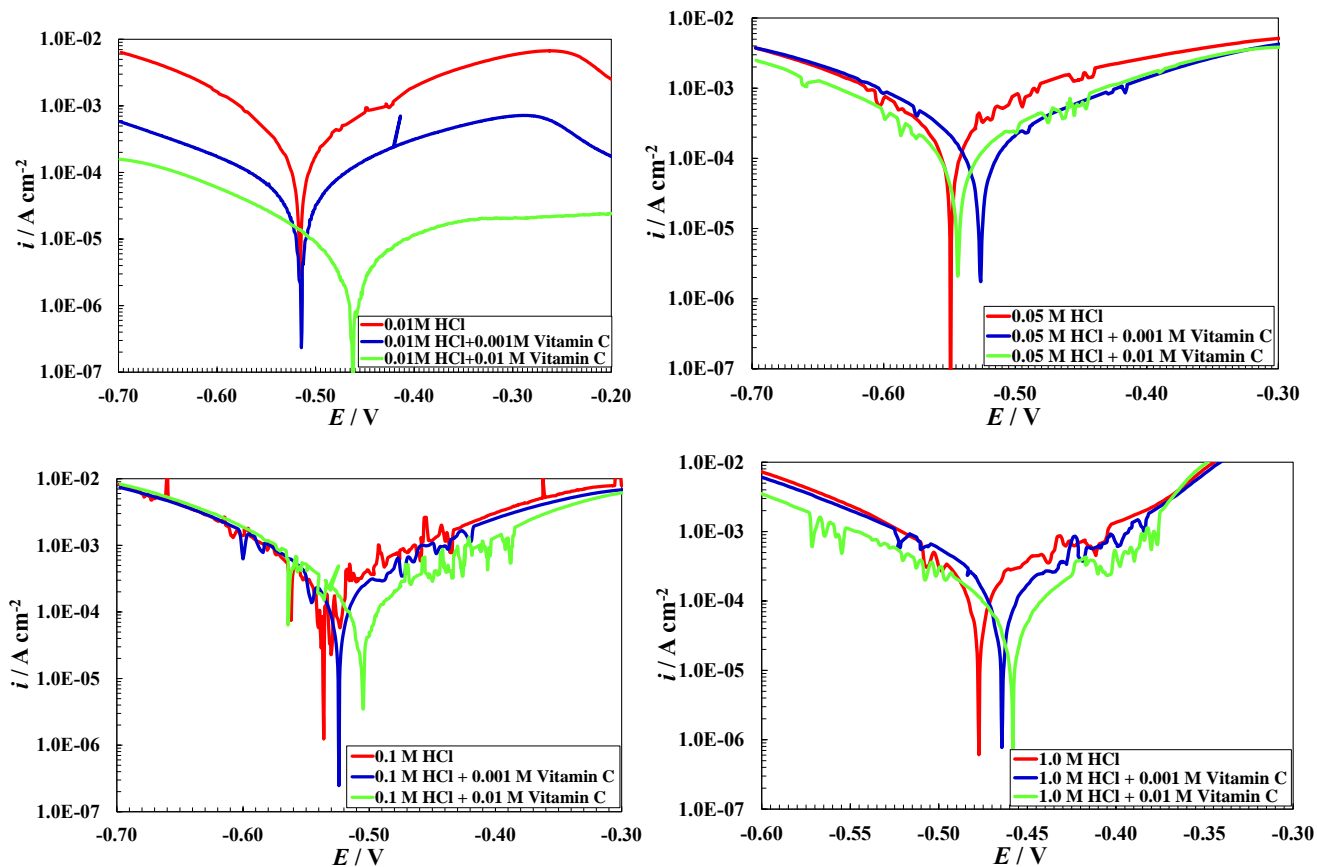 1.0E-02
1.0E-03
1.0E-04
1.0E-05
1.0E-06
1.0E-07
i / A cm-2
-0.70 -0.60 -0.50 -0.40 -0.30 -0.20
E / V
0.01M HCl
0.01M HCl+0.001M Vitamin C
0.01M HCl+0.01 M Vitamin C
1.0E-02
1.0E-03
1.0E-04
1.0E-05
1.0E-06
1.0E-07
i / A cm-2
-0.70 -0.60 -0.50 -0.40 -0.30
E / V
0.05 M HCl
0.05 M HCl + 0.001 M Vitamin C
0.05 M HCl + 0.01 M Vitamin C
1.0E-02
1.0E-03
1.0E-04
1.0E-05
1.0E-06
1.0E-07
i / A cm-2
-0.70 -0.60 -0.50 -0.40 -0.30
E / V
0.1 M HCl
0.1 M HCl + 0.001 M Vitamin C
0.1 M HCl + 0.01 M Vitamin C
1.0E-02
1.0E-03
1.0E-04
1.0E-05
1.0E-06
1.0E-07
i / A cm-2
-0.60 -0.55 -0.50 -0.45 -0.40 -0.35 -0.30
E / V
1.0 M HCl
1.0 M HCl + 0.001 M Vitamin C
1.0 M HCl + 0.01 M Vitamin C